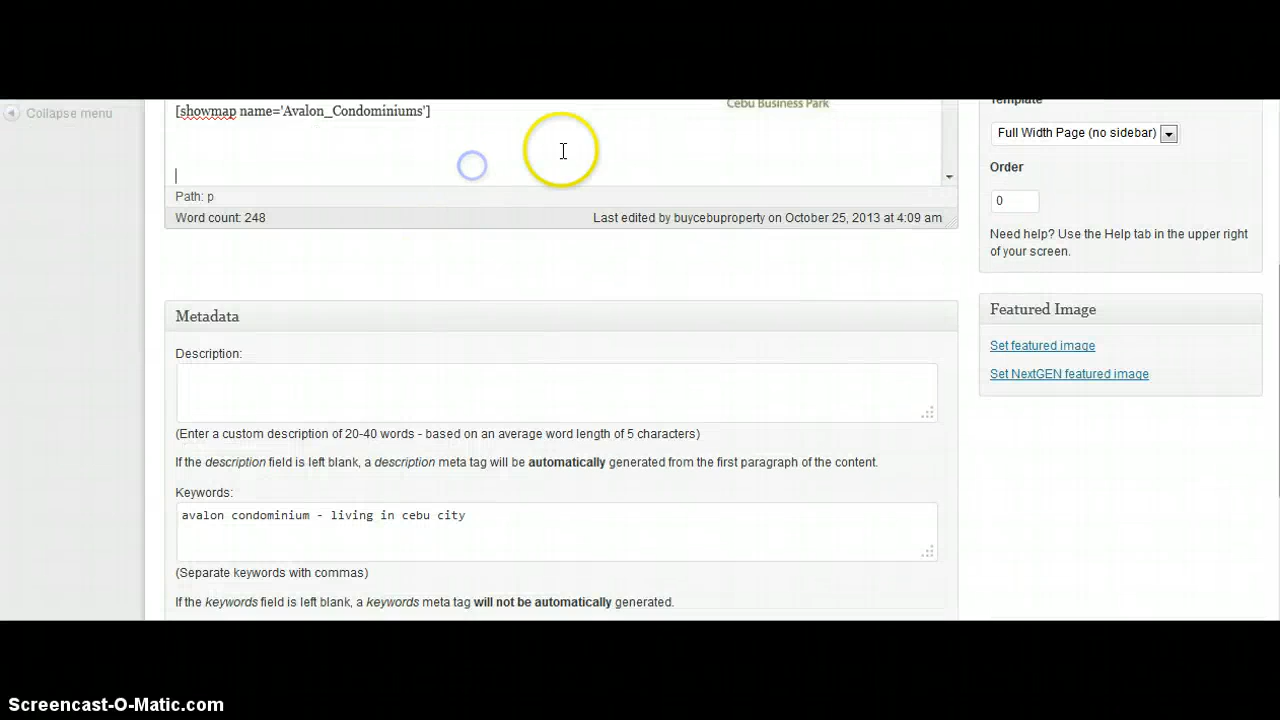 Collapse menu
[showmap name='Avalon_Condominiums']
Cebu Business Park
Path: p
Word count: 248
Last edited by buycebuproperty on October 25, 2013 at 4:09 am
Template
Full Width Page (no sidebar)
Order
0
Need help? Use the Help tab in the upper right
of your screen.
Metadata
Description:
(Enter a custom description of 20-40 words - based on an average word length of 5 characters)
If the description field is left blank, a description meta tag will be automatically generated from the first paragraph of the content.
Keywords:
avalon condominium - living in cebu city
(Separate keywords with commas)
If the keywords field is left blank, a keywords meta tag will not be automatically generated.
Featured Image
Set featured image
Set NextGEN featured image
Screencast-O-Matic.com